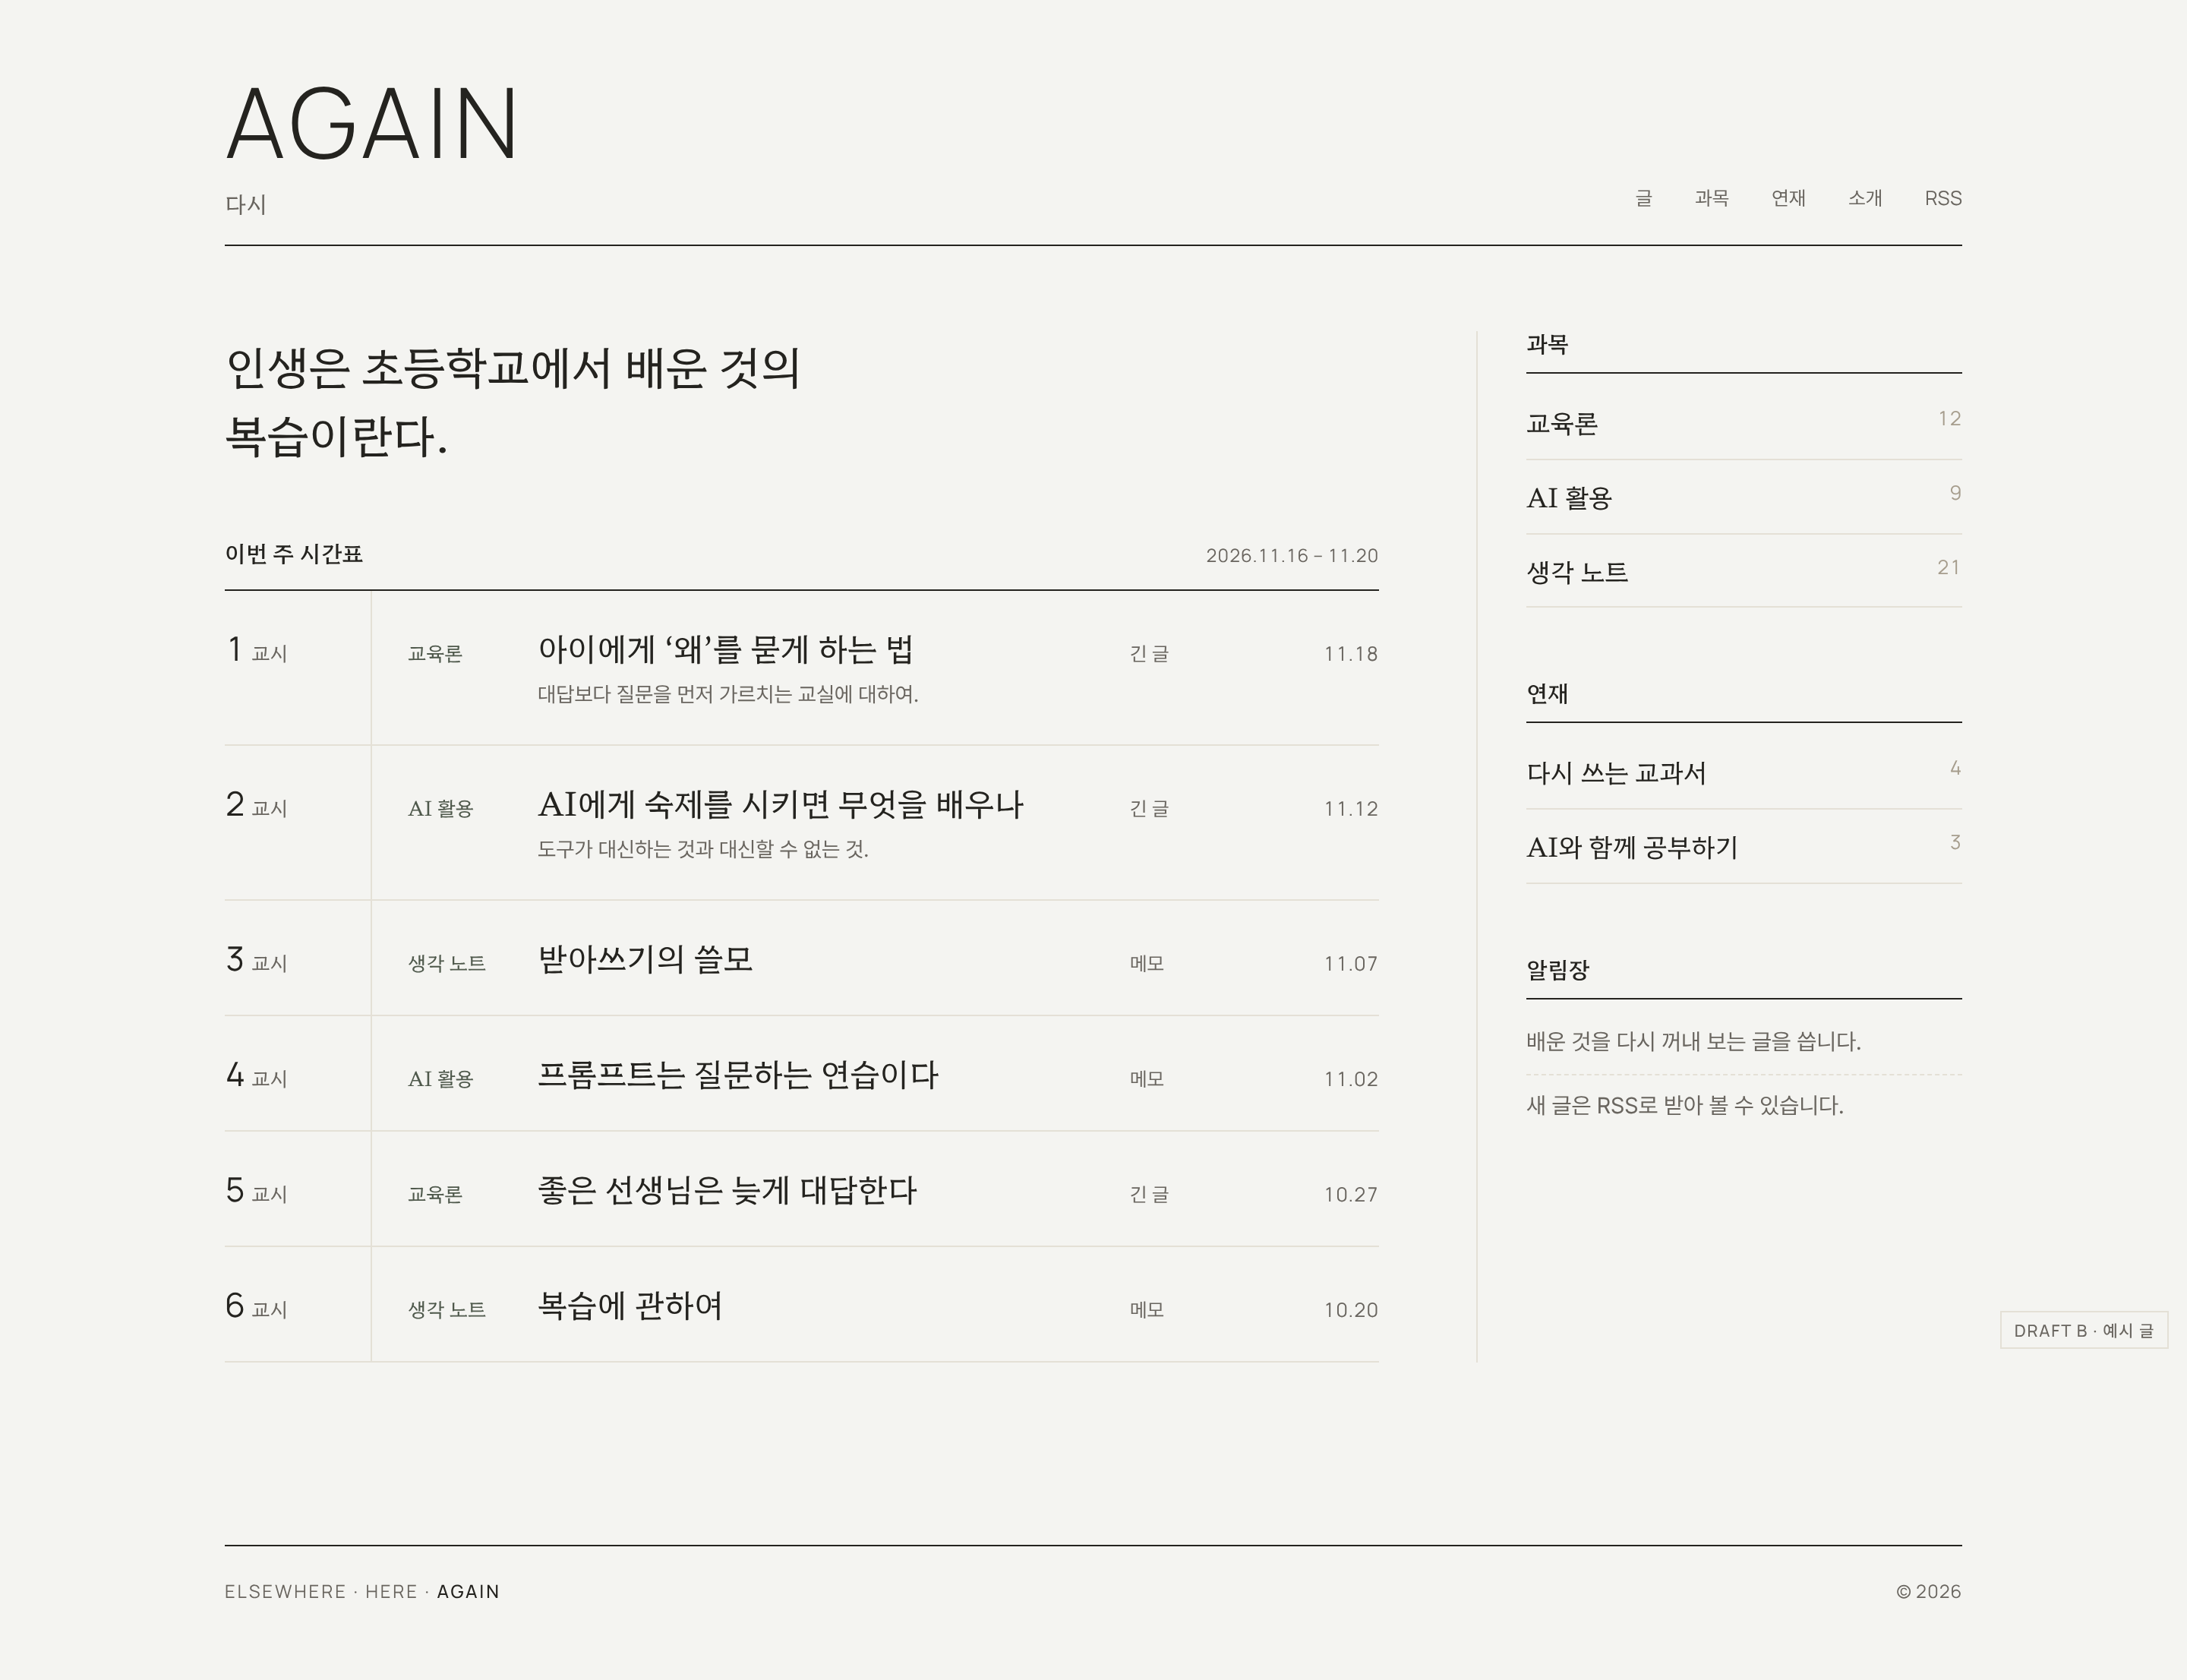 AGAIN
다시
글 과목 연재 소개 RSS
인생은 초등학교에서 배운 것의
복습이란다.
이번 주 시간표 2026.11.16 – 11.20
1 교시 교육론 아이에게 ‘왜’를 묻게 하는 법 긴 글 11.18
대답보다 질문을 먼저 가르치는 교실에 대하여.
2 교시 AI 활용 AI에게 숙제를 시키면 무엇을 배우나 긴 글 11.12
도구가 대신하는 것과 대신할 수 없는 것.
3 교시 생각 노트 받아쓰기의 쓸모 메모 11.07
4 교시 AI 활용 프롬프트는 질문하는 연습이다 메모 11.02
5 교시 교육론 좋은 선생님은 늦게 대답한다 긴 글 10.27
6 교시 생각 노트 복습에 관하여 메모 10.20
과목
교육론 12
AI 활용 9
생각 노트 21
연재
다시 쓰는 교과서 4
AI와 함께 공부하기 3
알림장
배운 것을 다시 꺼내 보는 글을 씁니다.
새 글은 RSS로 받아 볼 수 있습니다.
DRAFT B · 예시 글
ELSEWHERE · HERE · AGAIN © 2026